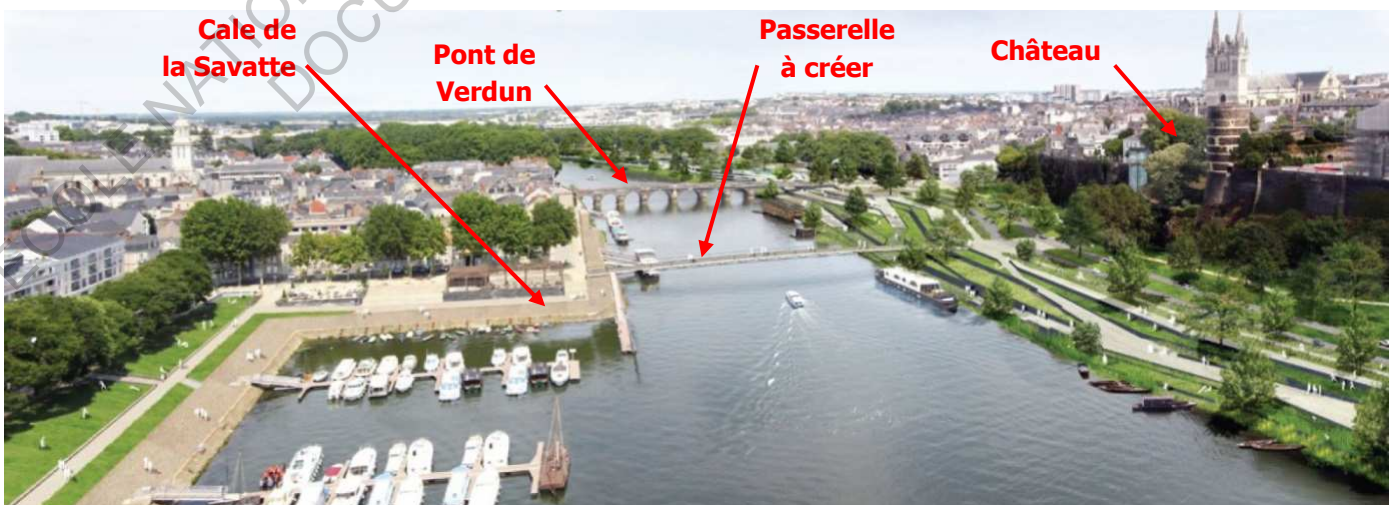 Cale de
la Savatte
Pont de
Verdun
Passerelle
à créer
Château